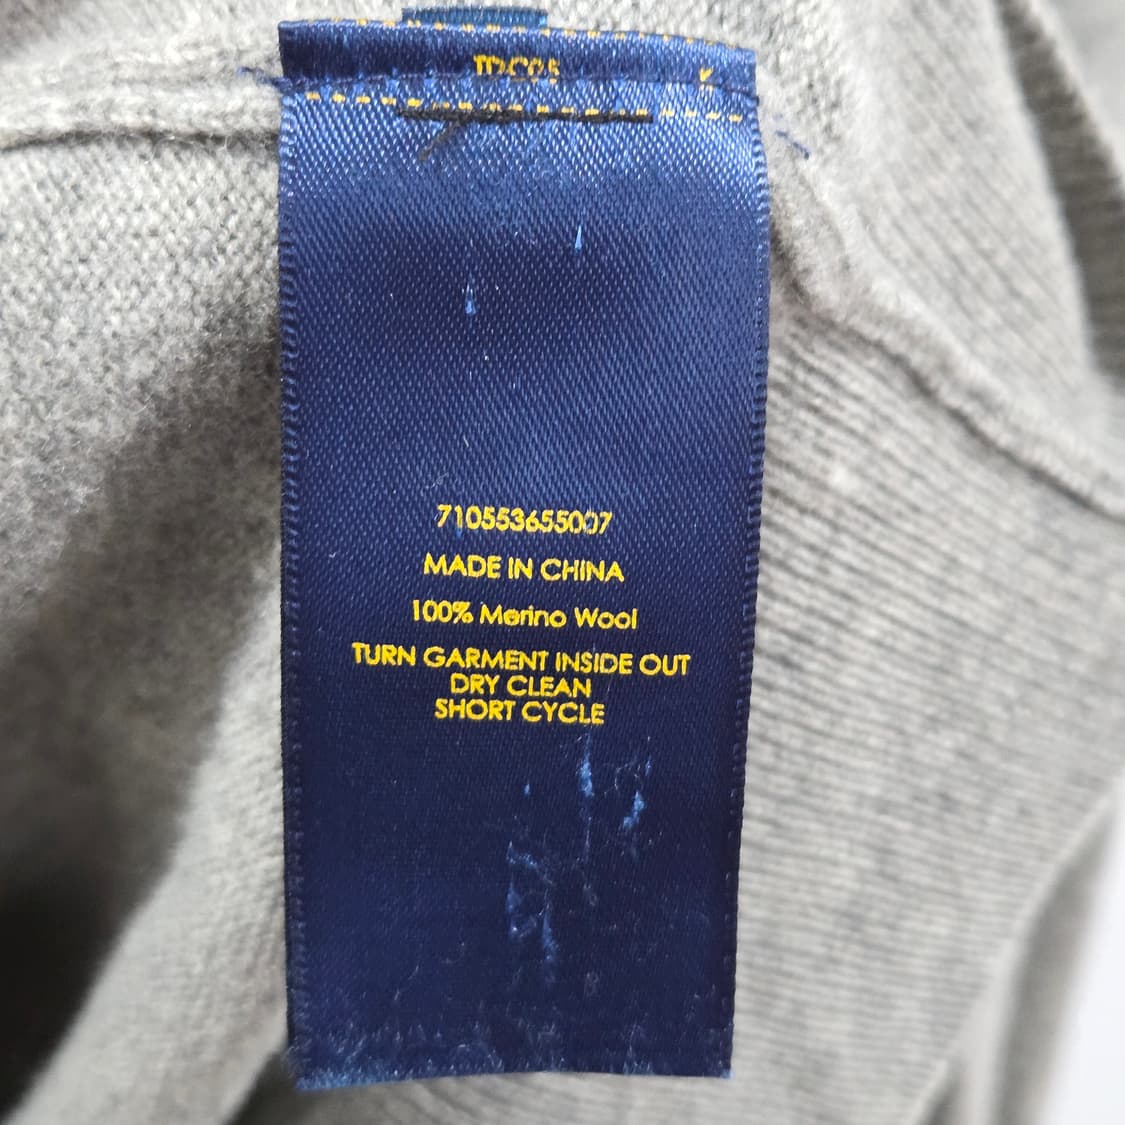 710553655007
MADE IN CHINA
100% Merino Wool
TURN GARMENT INSIDE OUT
DRY CLEAN
SHORT CYCLE